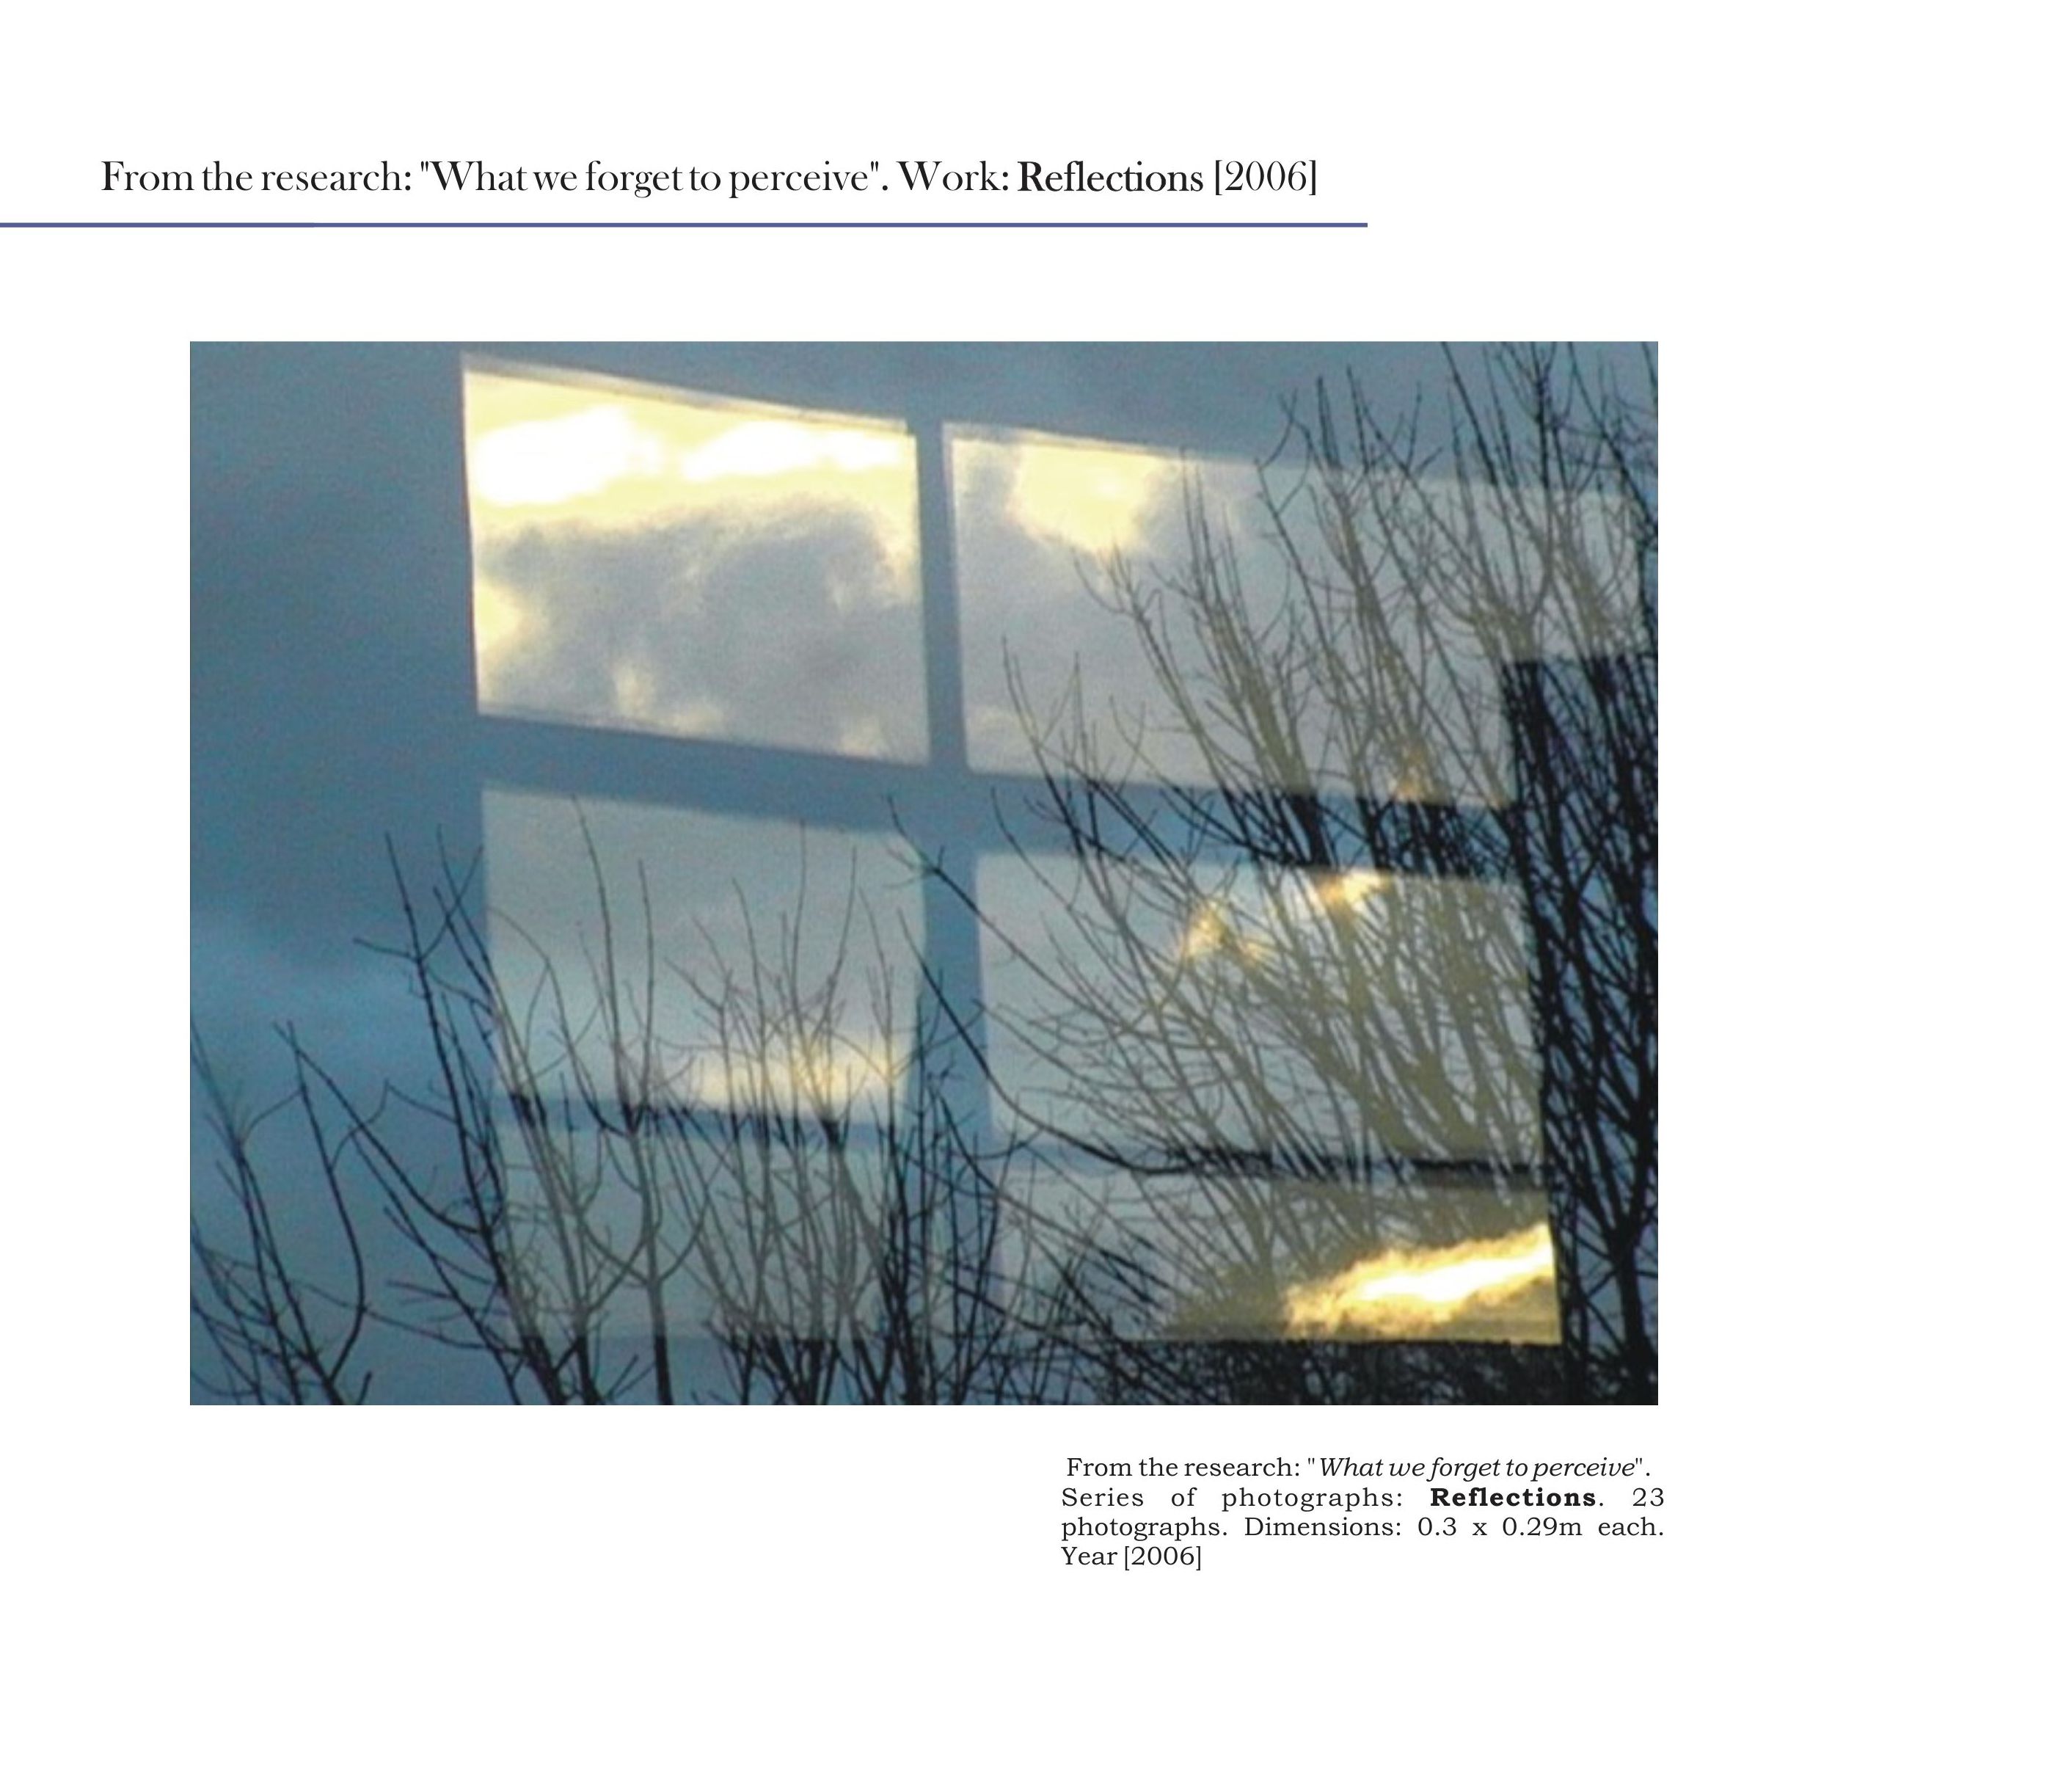 From the research: "What we forget to perceive". Work: Reflections [2006]
From the research: "What we forget to perceive".
Series of photographs: Reflections. 23
photographs. Dimensions: 0.3 x 0.29m each.
Year [2006]